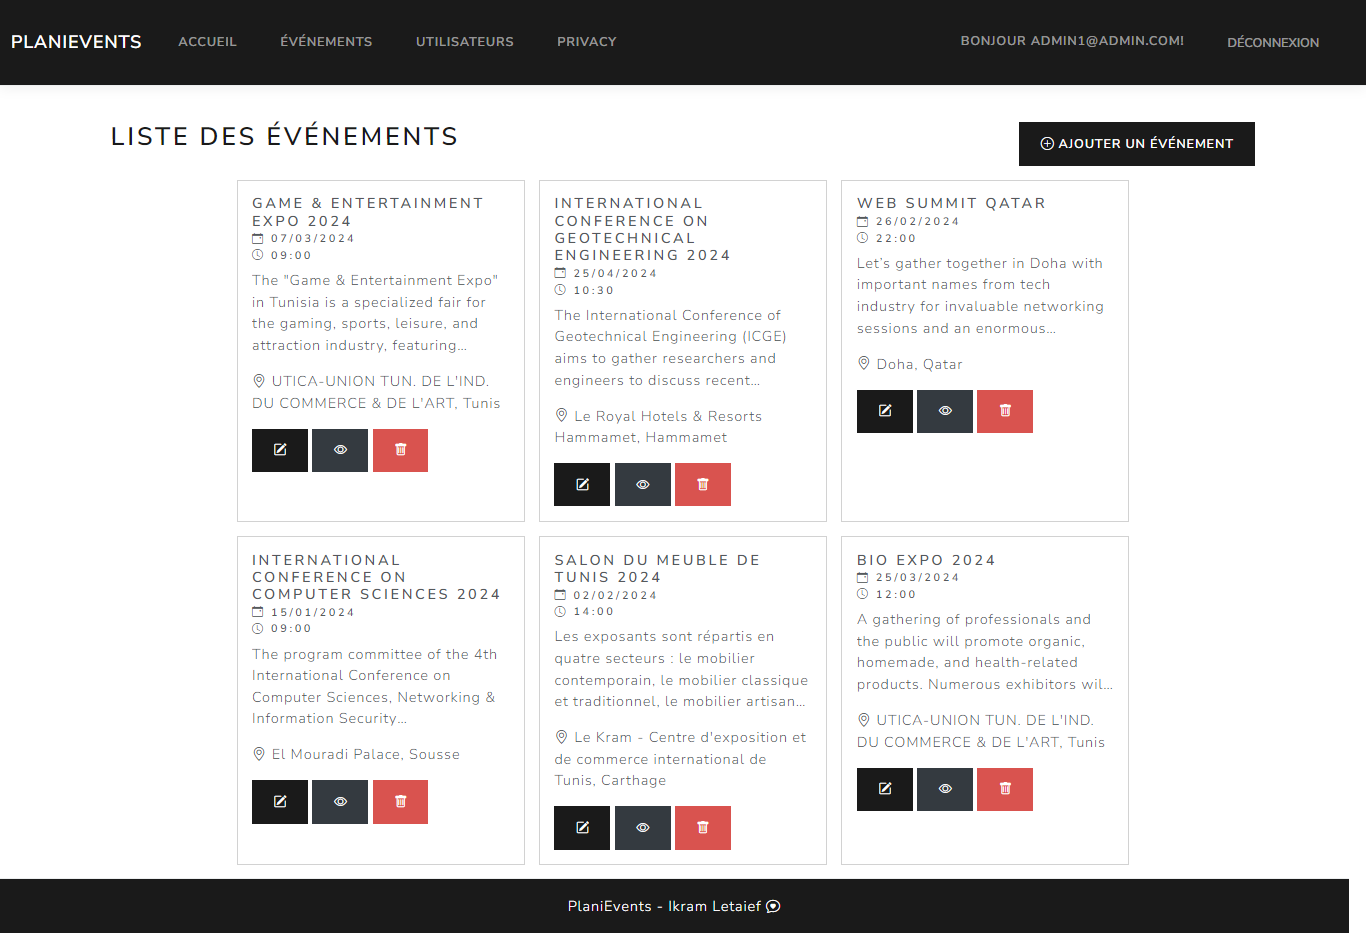 PLANIEVENTS ACCUEIL ÉVÉNEMENTS UTILISATEURS PRIVACY BONJOUR ADMIN1@ADMIN.COM! DÉCONNEXION
LISTE DES ÉVÉNEMENTS
AJOUTER UN ÉVÉNEMENT
GAME & ENTERTAINMENT
EXPO 2024
07/03/2024
09:00
The "Game & Entertainment Expo"
in Tunisia is a specialized fair for
the gaming, sports, leisure, and
attraction industry, featuring...
UTICA-UNION TUN. DE L'IND.
DU COMMERCE & DE L'ART, Tunis
INTERNATIONAL
CONFERENCE ON
GEOTECHNICAL
ENGINEERING 2024
25/04/2024
10:30
The International Conference of
Geotechnical Engineering (ICGE)
aims to gather researchers and
engineers to discuss recent...
Le Royal Hotels & Resorts
Hammamet, Hammamet
WEB SUMMIT QATAR
26/02/2024
22:00
Let's gather together in Doha with
important names from tech
industry for invaluable networking
sessions and an enormous...
Doha, Qatar
INTERNATIONAL
CONFERENCE ON
COMPUTER SCIENCES 2024
15/01/2024
09:00
The program committee of the 4th
International Conference on
Computer Sciences, Networking &
Information Security...
El Mouradi Palace, Sousse
SALON DU MEUBLE DE
TUNIS 2024
02/02/2024
14:00
Les exposants sont répartis en
quatre secteurs : le mobilier
contemporain, le mobilier classique
et traditionnel, le mobilier artisan...
Le Kram - Centre d'exposition et
de commerce international de
Tunis, Carthage
BIO EXPO 2024
25/03/2024
12:00
A gathering of professionals and
the public will promote organic,
homemade, and health-related
products. Numerous exhibitors wil...
UTICA-UNION TUN. DE L'IND.
DU COMMERCE & DE L'ART, Tunis
PlaniEvents - Ikram Letaief